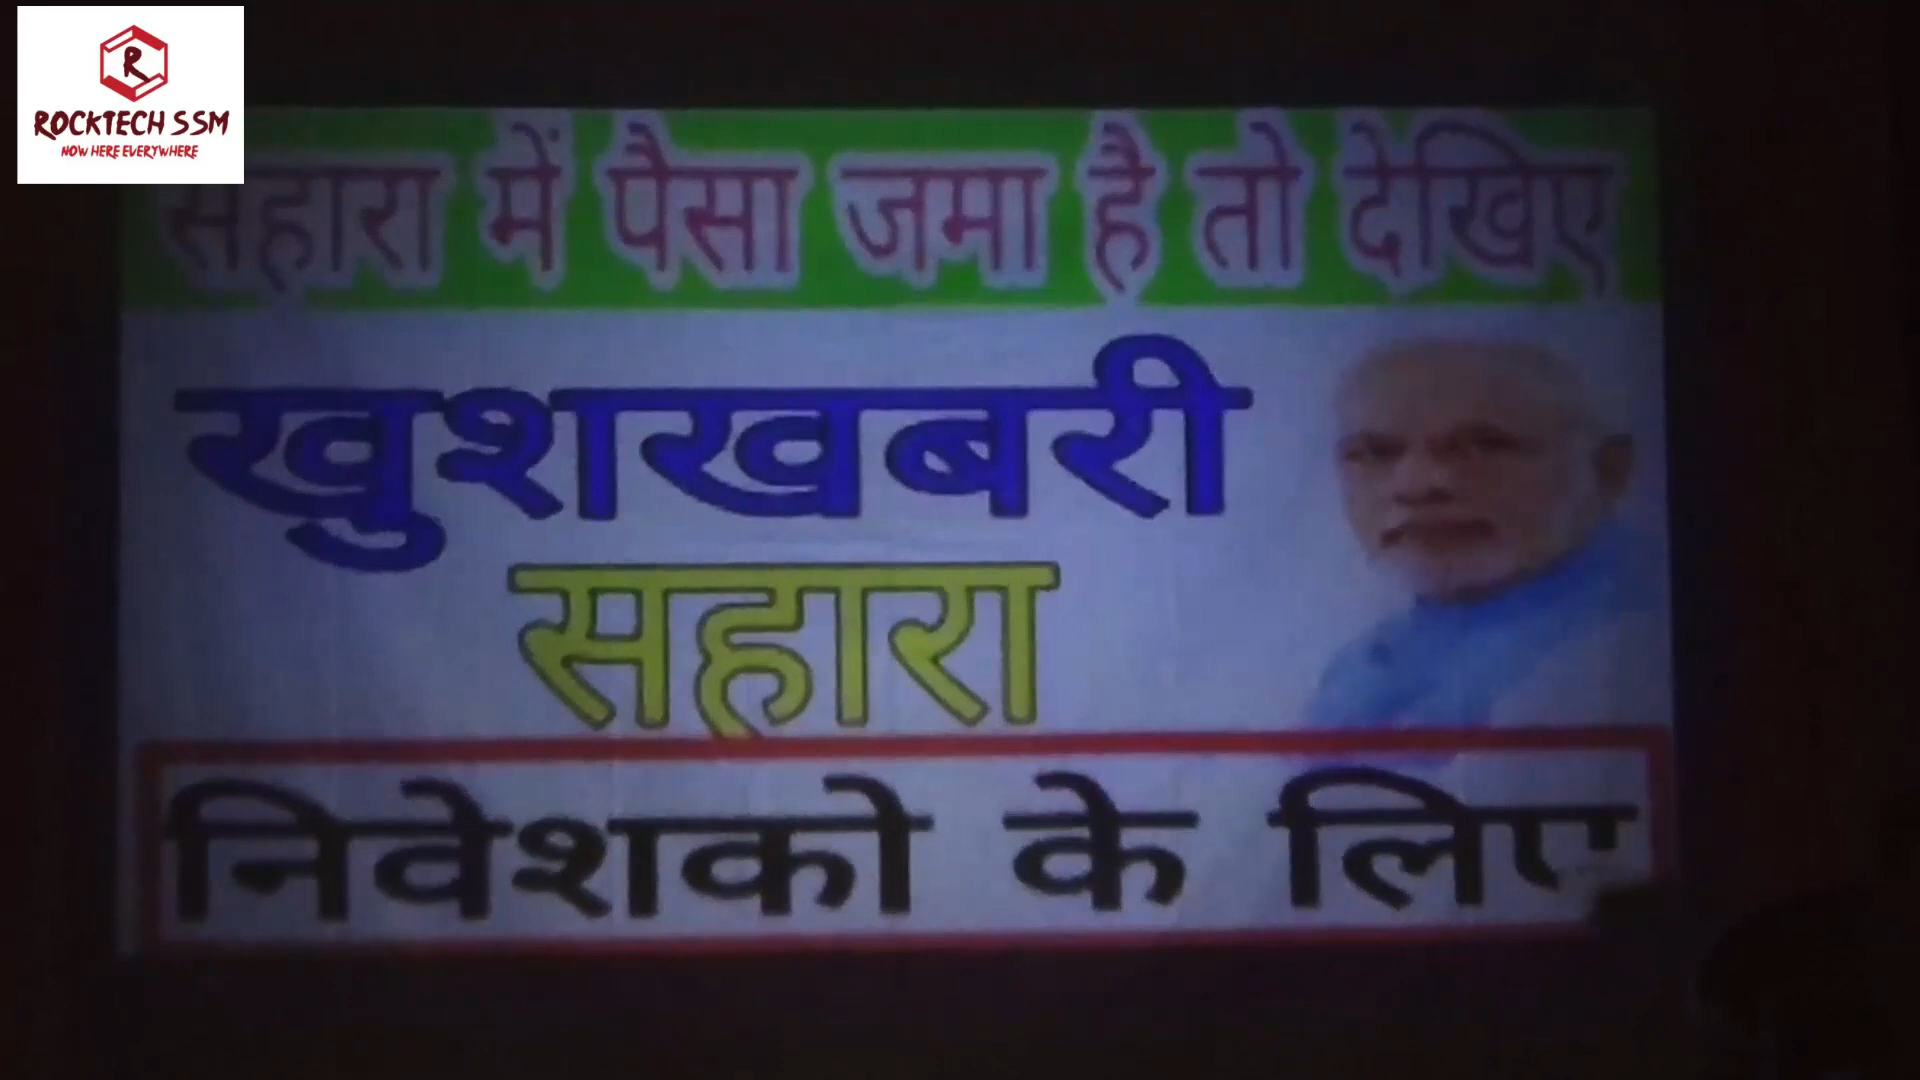 R
ROCKTECH SSM
NOW HERE EVERYWHERE
सहारा में पैसा जमा है तो देखिए
खुशखबरी
सहारा
निवेशको के लिए